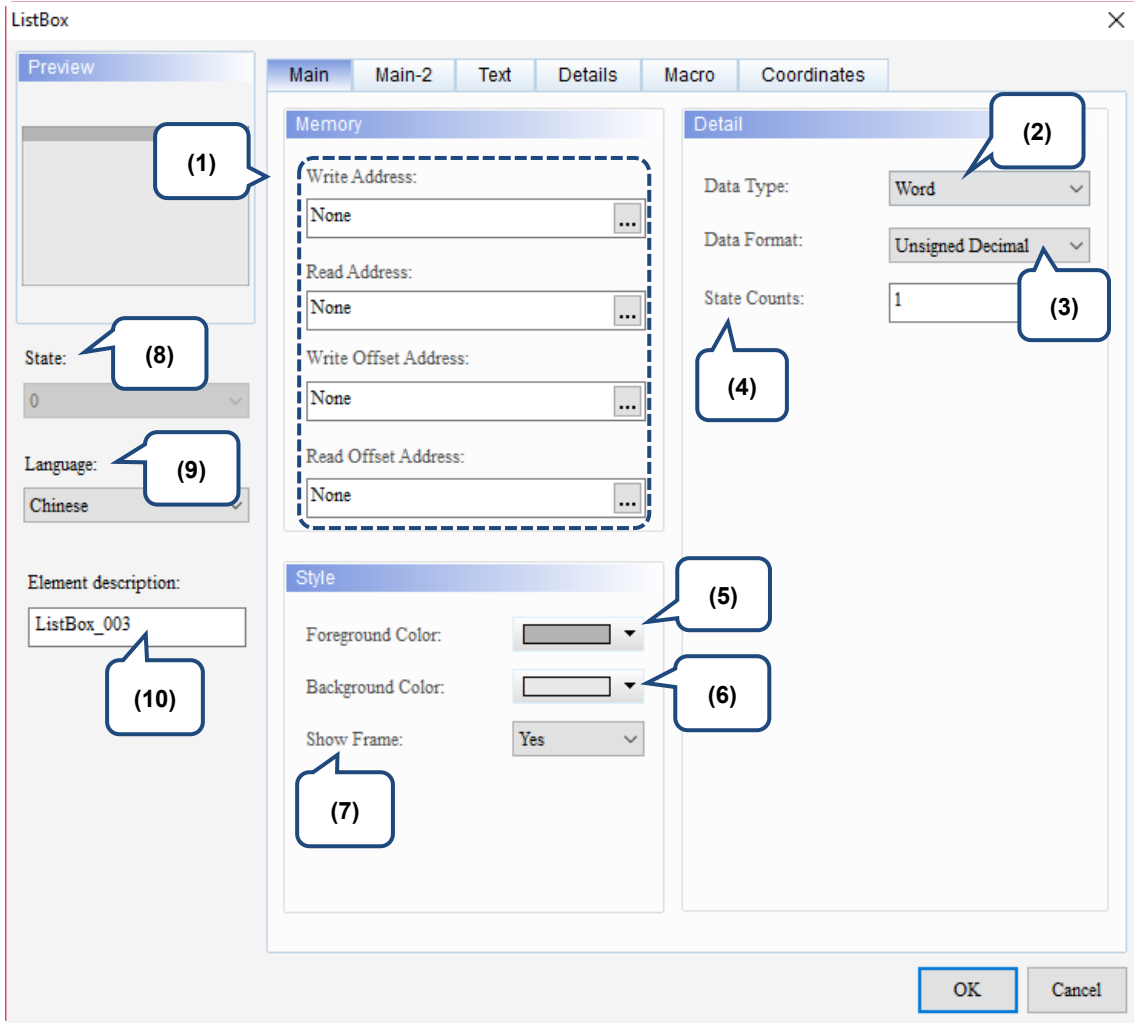 ListBox
Preview
Main Main-2 Text Details Macro Coordinates
Memory
Detail
(1)
(2)
Write Address:
None
...
Data Type:
Word
Read Address:
None
...
Data Format:
Unsigned Decimal
(3)
State Counts:
1
(4)
Write Offset Address:
None
...
Read Offset Address:
None
...
State:
(8)
0
Language:
(9)
Chinese
Element description:
ListBox_003
(10)
Style
Foreground Color:
(5)
Background Color:
(6)
Show Frame:
Yes
(7)
OK
Cancel